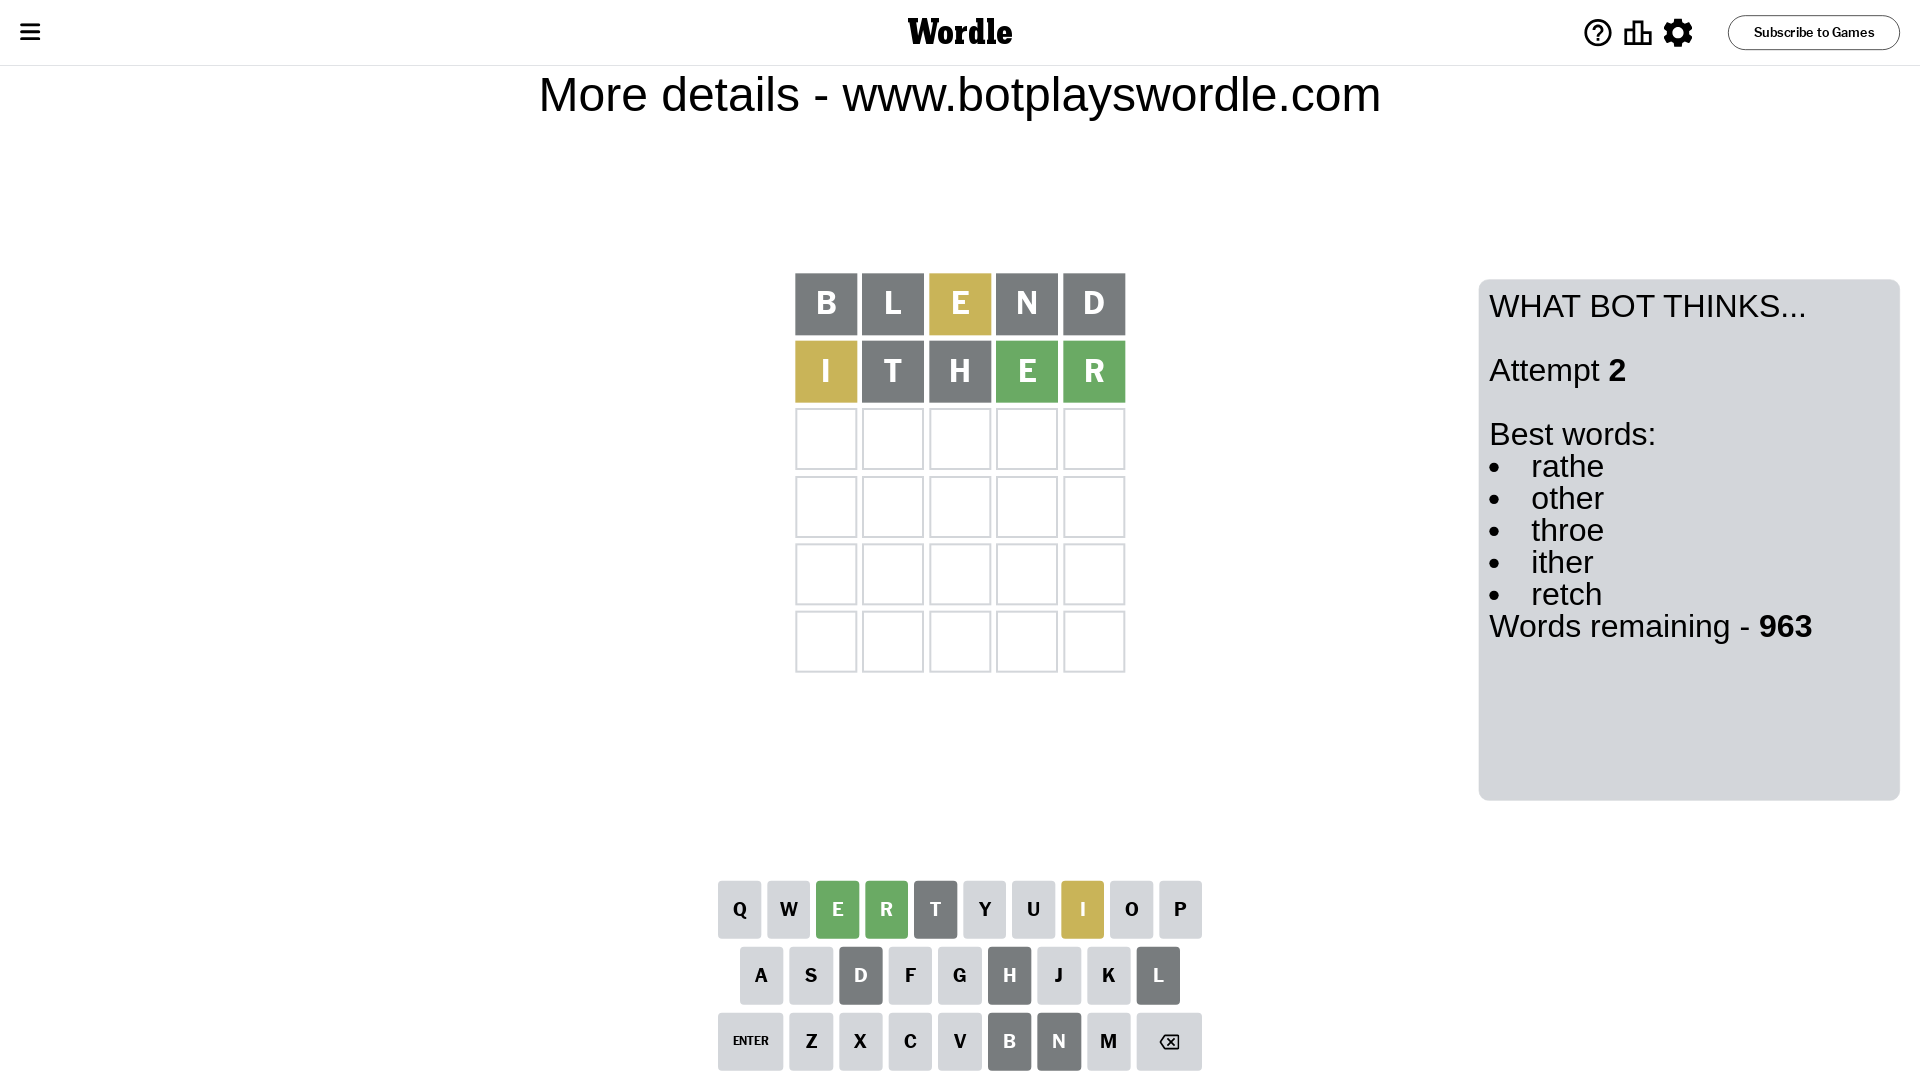 Wordle
Subscribe to Games
More details - www.botplayswordle.com
B L E N D
I T H E R
WHAT BOT THINKS...
Attempt 2
Best words:
• rathe
• other
• throe
• ither
• retch
Words remaining - 963
Q W E R T Y U I O P
A S D F G H J K L
ENTER Z X C V B N M